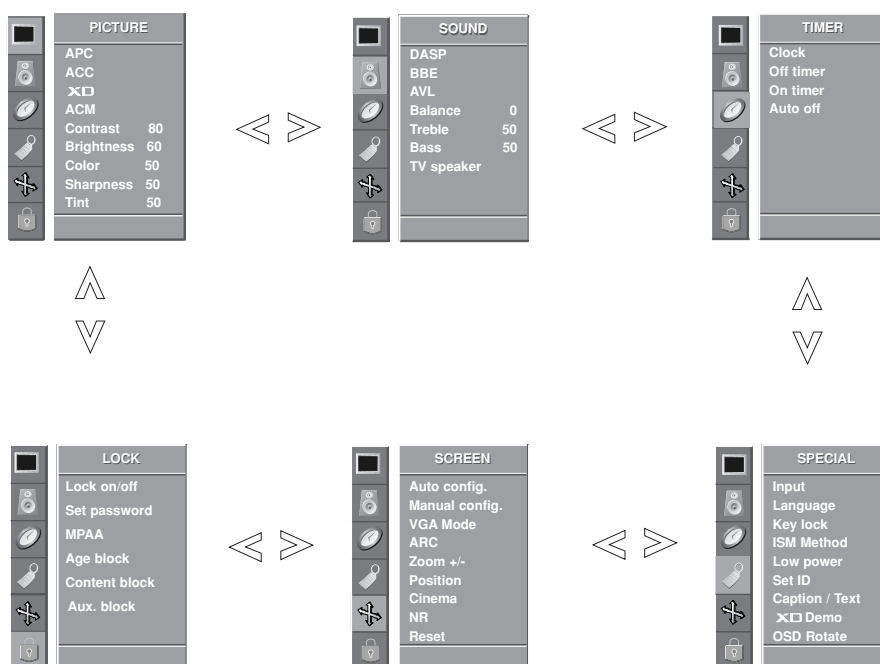 PICTURE
APC
ACC
XD
ACM
Contrast 80
Brightness 60
Color 50
Sharpness 50
Tint 50
SOUND
DASP
BBE
AVL
Balance 0
Treble 50
Bass 50
TV speaker
TIMER
Clock
Off timer
On timer
Auto off
LOCK
Lock on/off
Set password
MPAA
Age block
Content block
Aux. block
SCREEN
Auto config.
Manual config.
VGA Mode
ARC
Zoom +/-
Position
Cinema
NR
Reset
SPECIAL
Input
Language
Key lock
ISM Method
Low power
Set ID
Caption / Text
XD Demo
OSD Rotate